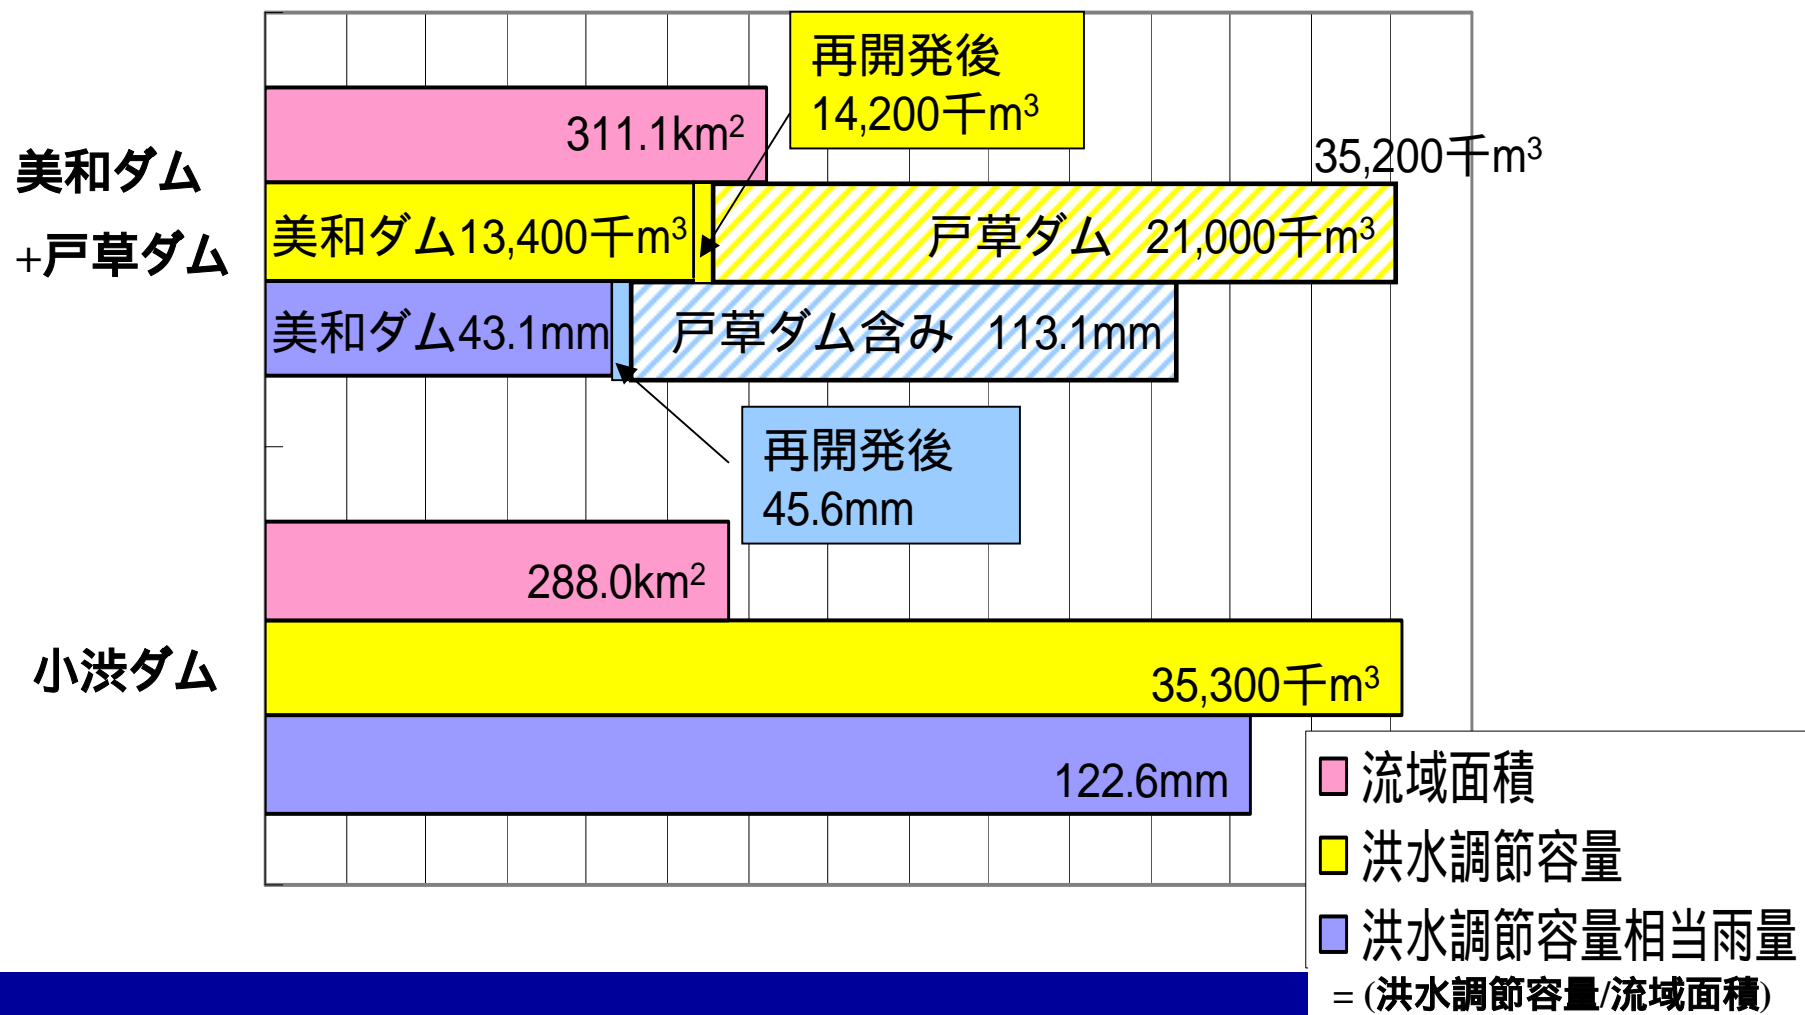 再開発後
14,200千m³
311.1km²
35,200千m³
美和ダム
+戸草ダム
美和ダム13,400千m³
戸草ダム 21,000千m³
美和ダム43.1mm
戸草ダム含み 113.1mm
再開発後
45.6mm
288.0km²
小渋ダム
35,300千m³
122.6mm
流域面積
洪水調節容量
洪水調節容量相当雨量
= (洪水調節容量/流域面積)